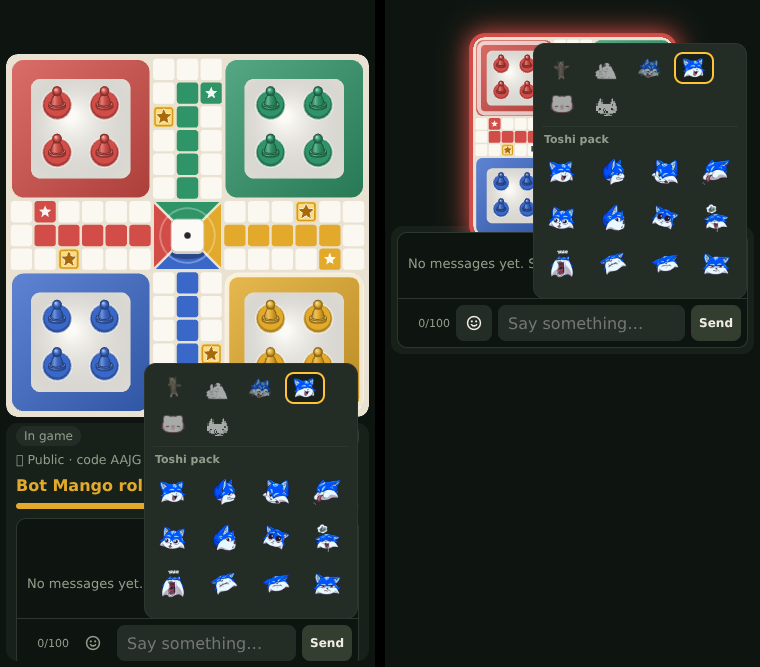 Toshi pack
In game
Public · code AAJG
Bot Mango rol
No messages yet.
0/100
Say something...
Send
Toshi pack
No messages yet. S
0/100
Say something...
Send